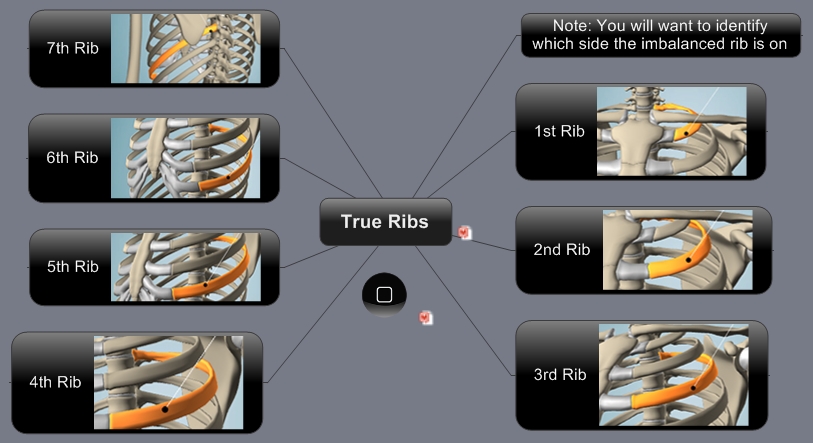 True Ribs
Note: You will want to identify
which side the imbalanced rib is on
1st Rib
2nd Rib
3rd Rib
4th Rib
5th Rib
6th Rib
7th Rib